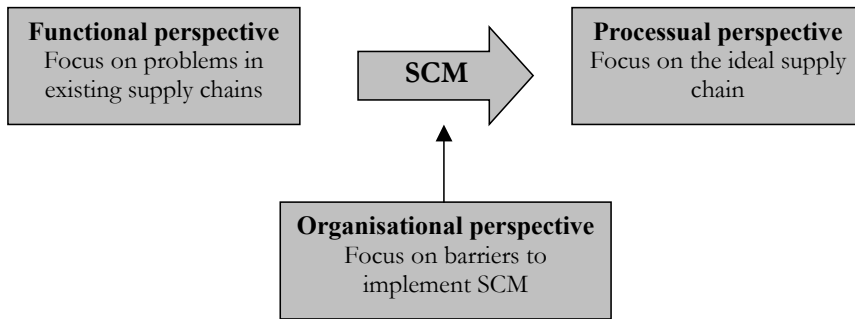 Functional perspective
Focus on problems in
existing supply chains
SCM
Processual perspective
Focus on the ideal supply
chain
Organisational perspective
Focus on barriers to
implement SCM